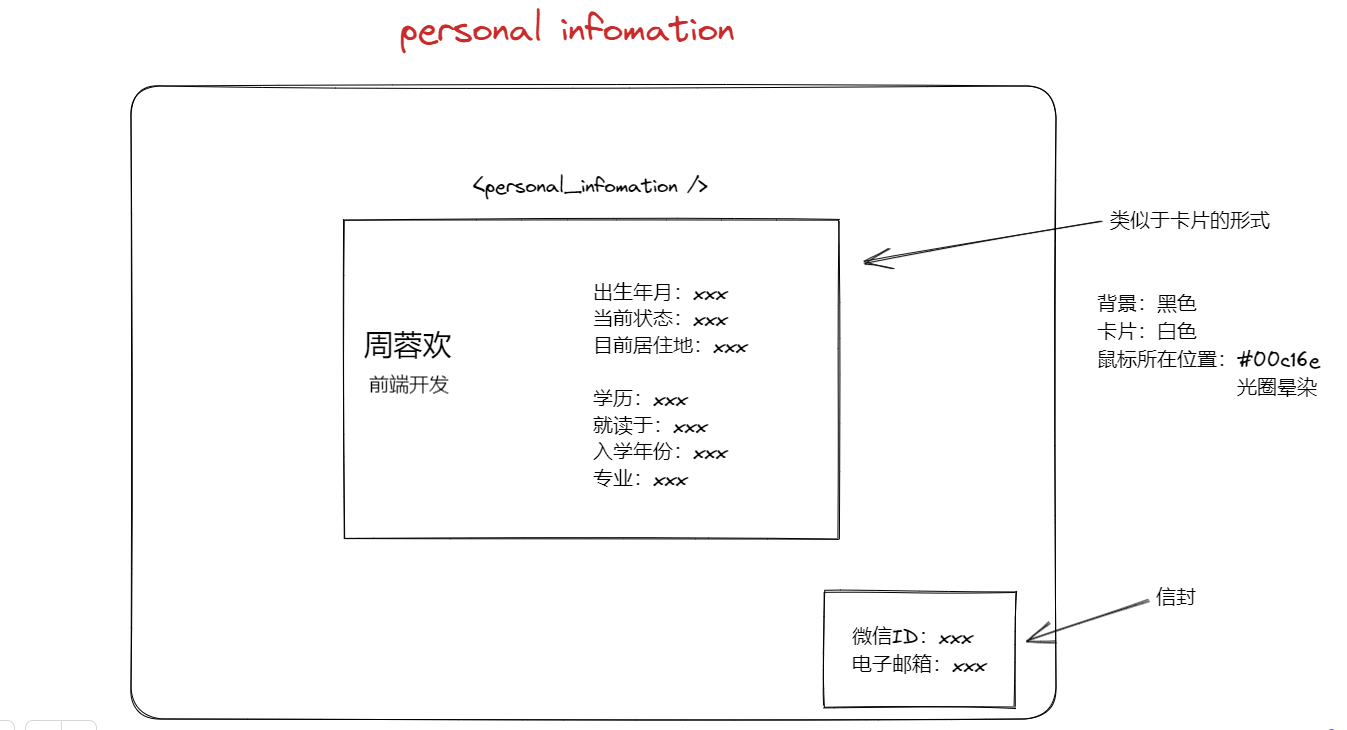 personal infomation
<personal_infomation />
类似于卡片的形式
背景：黑色
卡片：白色
鼠标所在位置：#00c16e
光圈晕染
周蓉欢
前端开发
出生年月：xxx
当前状态：xxx
目前居住地：xxx
学历：xxx
就读于：xxx
入学年份：xxx
专业：xxx
信封
微信ID：xxx
电子邮箱：xxx